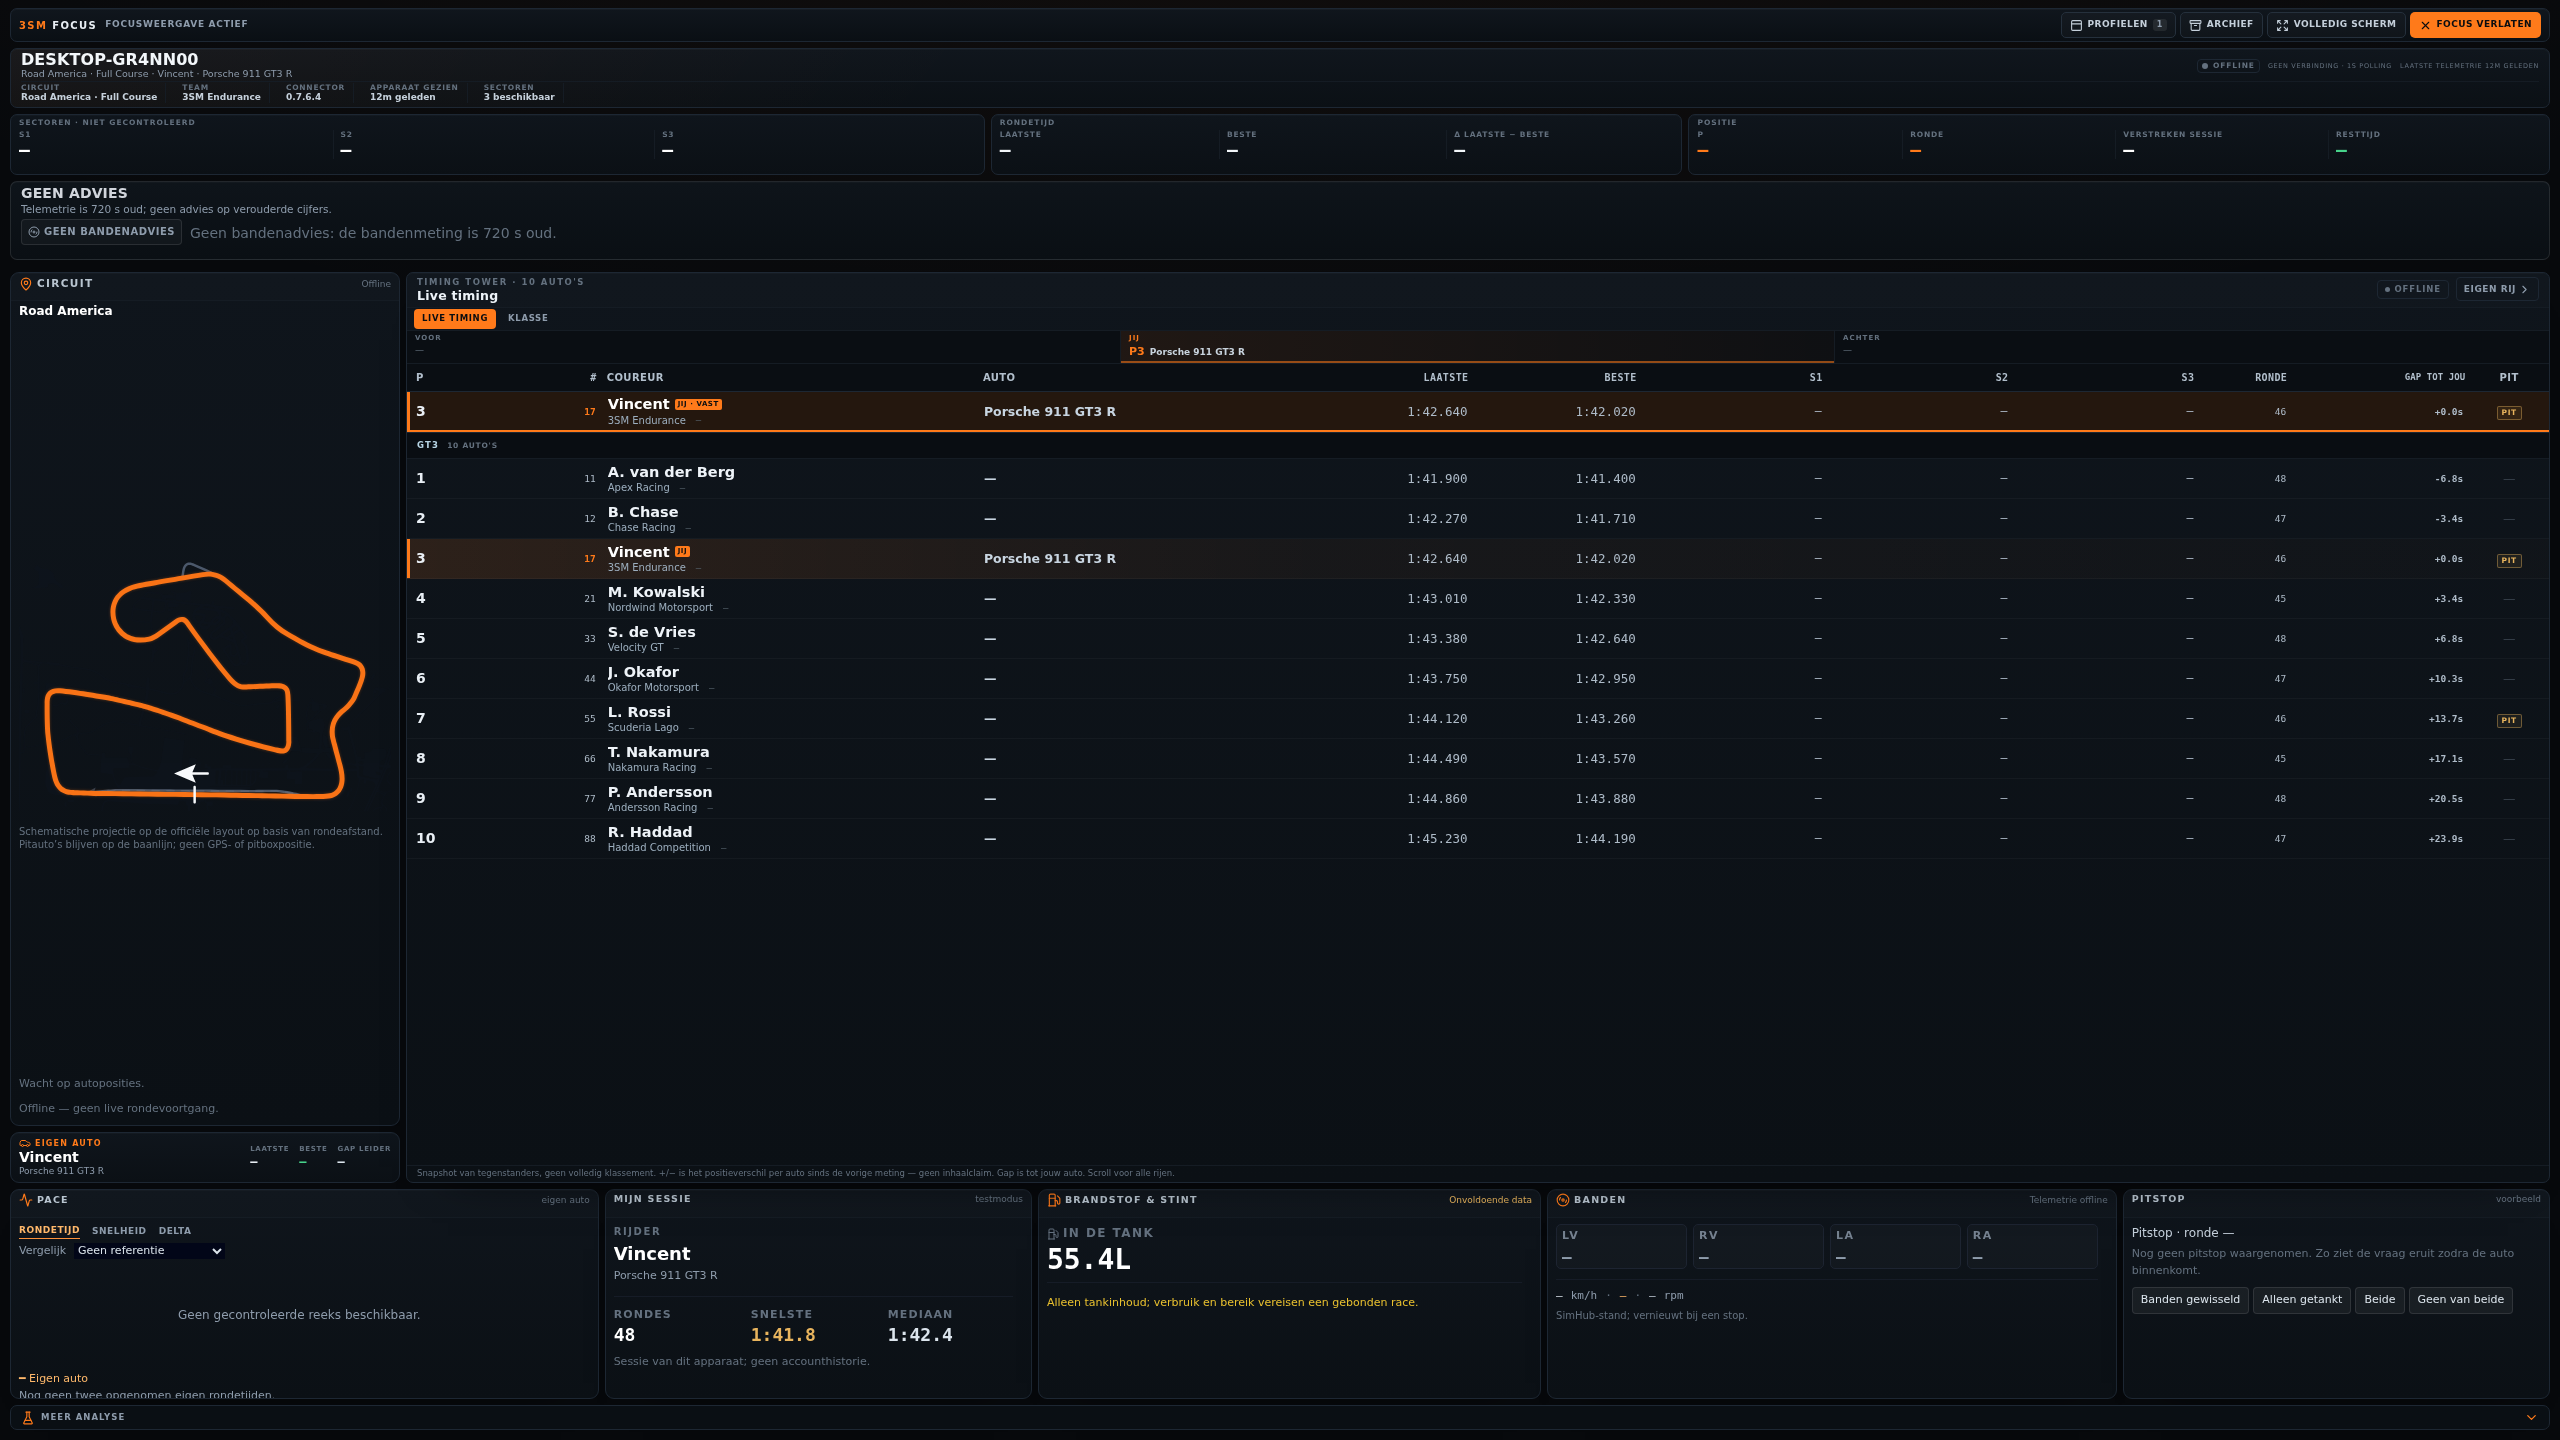 3SM FOCUS FOCUSWEERGAVE ACTIEF PROFIELEN 1 ARCHIEF VOLLEDIG SCHERM FOCUS VERLATEN
DESKTOP-GR4NN00
Road America · Full Course · Vincent · Porsche 911 GT3 R
OFFLINE GEEN VERBINDING · 1S POLLING LAATSTE TELEMETRIE 12M GELEDEN
CIRCUIT TEAM CONNECTOR APPARAAT GEZIEN SECTOREN
Road America · Full Course 3SM Endurance 0.7.6.4 12m geleden 3 beschikbaar
SECTOREN · NIET GECONTROLEERD
S1 S2 S3
— — —
RONDETIJD
LAATSTE BESTE Δ LAATSTE − BESTE
— — —
POSITIE
P RONDE VERSTREKEN SESSIE RESTTIJD
— — — —
GEEN ADVIES
Telemetrie is 720 s oud; geen advies op verouderde cijfers.
GEEN BANDENADVIES Geen bandenadvies: de bandenmeting is 720 s oud.
CIRCUIT Offline
Road America
Schematische projectie op de officiële layout op basis van rondeafstand.
Pitauto's blijven op de baanlijn; geen GPS- of pitboxpositie.
Wacht op autoposities.
Offline — geen live rondevoortgang.
EIGEN AUTO
Vincent
Porsche 911 GT3 R
LAATSTE BESTE GAP LEIDER
— — —
TIMING TOWER · 10 AUTO'S
Live timing
OFFLINE EIGEN RIJ
LIVE TIMING KLASSE
VOOR JIJ ACHTER
— P3 Porsche 911 GT3 R —
P # COUREUR AUTO LAATSTE BESTE S1 S2 S3 RONDE GAP TOT JOU PIT
3 17 Vincent JIJ · VAST Porsche 911 GT3 R 1:42.640 1:42.020 — — — 46 +0.0s PIT
3SM Endurance —
GT3 10 AUTO'S
1 11 A. van der Berg — 1:41.900 1:41.400 — — — 48 -6.8s —
Apex Racing —
2 12 B. Chase — 1:42.270 1:41.710 — — — 47 -3.4s —
Chase Racing —
3 17 Vincent JIJ Porsche 911 GT3 R 1:42.640 1:42.020 — — — 46 +0.0s PIT
3SM Endurance —
4 21 M. Kowalski — 1:43.010 1:42.330 — — — 45 +3.4s —
Nordwind Motorsport —
5 33 S. de Vries — 1:43.380 1:42.640 — — — 48 +6.8s —
Velocity GT —
6 44 J. Okafor — 1:43.750 1:42.950 — — — 47 +10.3s —
Okafor Motorsport —
7 55 L. Rossi — 1:44.120 1:43.260 — — — 46 +13.7s PIT
Scuderia Lago —
8 66 T. Nakamura — 1:44.490 1:43.570 — — — 45 +17.1s —
Nakamura Racing —
9 77 P. Andersson — 1:44.860 1:43.880 — — — 48 +20.5s —
Andersson Racing —
10 88 R. Haddad — 1:45.230 1:44.190 — — — 47 +23.9s —
Haddad Competition —
Snapshot van tegenstanders, geen volledig klassement. +/− is het positieverschil per auto sinds de vorige meting — geen inhaalclaim. Gap is tot jouw auto. Scroll voor alle rijen.
PACE eigen auto
RONDETIJD SNELHEID DELTA
Vergelijk Geen referentie
Geen gecontroleerde reeks beschikbaar.
Eigen auto
Nog geen twee opgenomen eigen rondetijden.
MIJN SESSIE testmodus
RIJDER
Vincent
Porsche 911 GT3 R
RONDES SNELSTE MEDIAAN
48 1:41.8 1:42.4
Sessie van dit apparaat; geen accounthistorie.
BRANDSTOF & STINT Onvoldoende data
IN DE TANK
55.4L
Alleen tankinhoud; verbruik en bereik vereisen een gebonden race.
BANDEN Telemetrie offline
LV RV LA RA
— — — —
— km/h · — · — rpm
SimHub-stand; vernieuwt bij een stop.
PITSTOP voorbeeld
Pitstop · ronde —
Nog geen pitstop waargenomen. Zo ziet de vraag eruit zodra de auto
binnenkomt.
Banden gewisseld Alleen getankt Beide Geen van beide
MEER ANALYSE